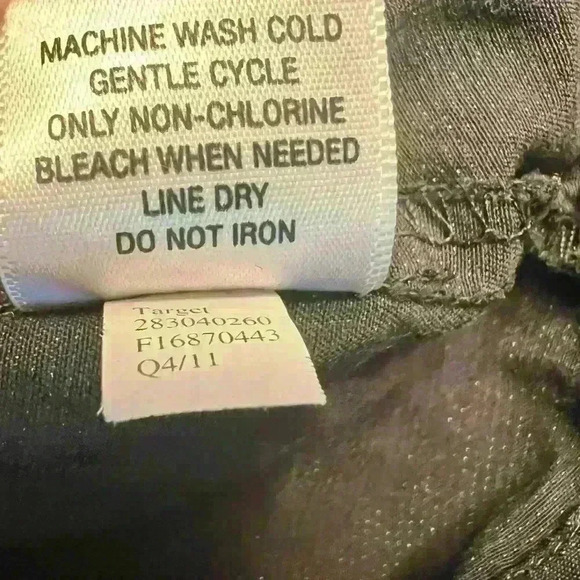 MACHINE WASH COLD
GENTLE CYCLE
ONLY NON-CHLORINE
BLEACH WHEN NEEDED
LINE DRY
DO NOT IRON
Target
283040260
F16870443
Q4/11